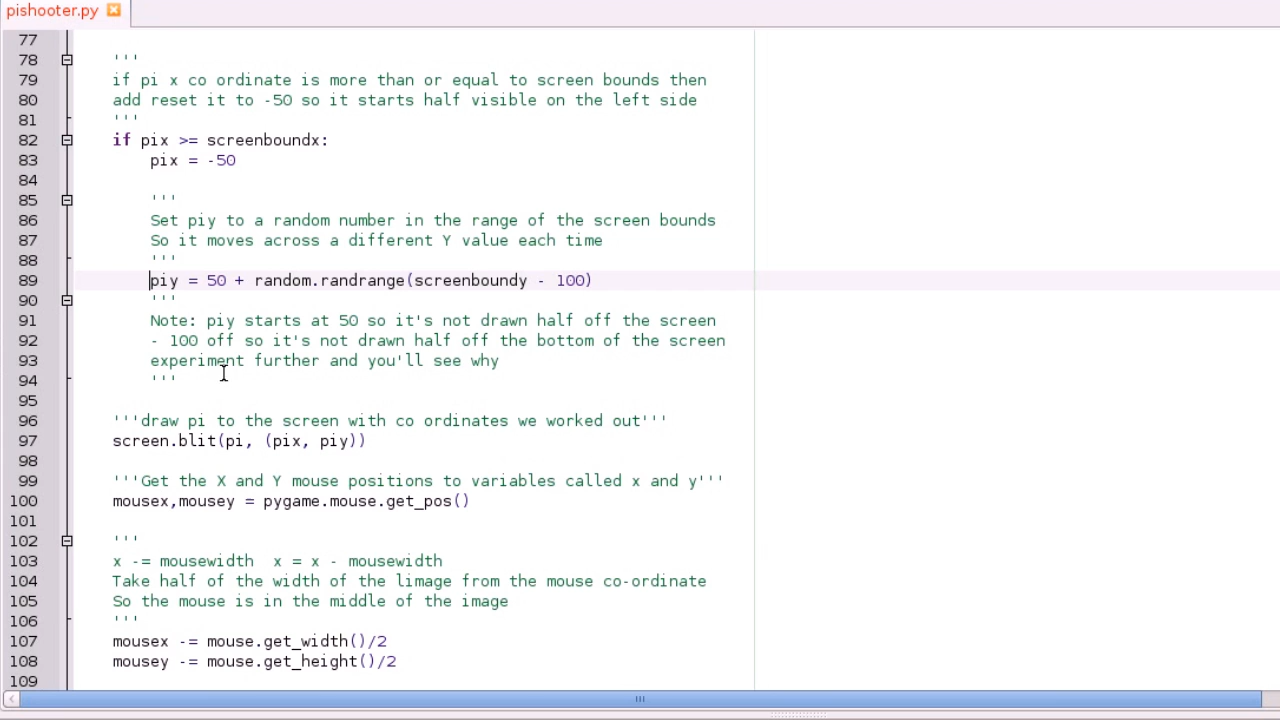 pishooter.py
77
78 '''
79 if pi x co ordinate is more than or equal to screen bounds then
80 add reset it to -50 so it starts half visible on the left side
81 '''
82 if pix >= screenboundx:
83 pix = -50
84
85 '''
86 Set piy to a random number in the range of the screen bounds
87 So it moves across a different Y value each time
88 '''
89 piy = 50 + random.randrange(screenboundy - 100)
90 '''
91 Note: piy starts at 50 so it's not drawn half off the screen
92 - 100 off so it's not drawn half off the bottom of the screen
93 experiment further and you'll see why
94 '''
95
96 '''draw pi to the screen with co ordinates we worked out'''
97 screen.blit(pi, (pix, piy))
98
99 '''Get the X and Y mouse positions to variables called x and y'''
100 mousex,mousey = pygame.mouse.get_pos()
101
102 '''
103 x -= mousewidth  x = x - mousewidth
104 Take half of the width of the limage from the mouse co-ordinate
105 So the mouse is in the middle of the image
106 '''
107 mousex -= mouse.get_width()/2
108 mousey -= mouse.get_height()/2
109